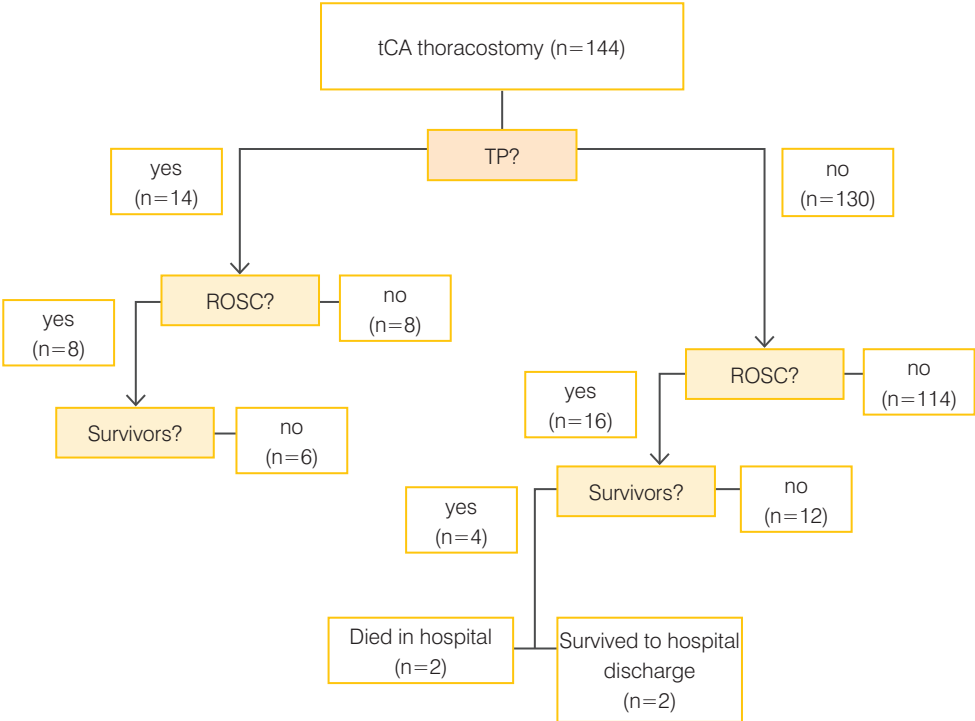 tCA thoracostomy (n=144)
TP?
yes
(n=14)
no
(n=130)
ROSC?
no
(n=8)
yes
(n=8)
Survivors?
no
(n=6)
ROSC?
no
(n=114)
yes
(n=16)
Survivors?
no
(n=12)
yes
(n=4)
Died in hospital
(n=2)
Survived to hospital
discharge
(n=2)